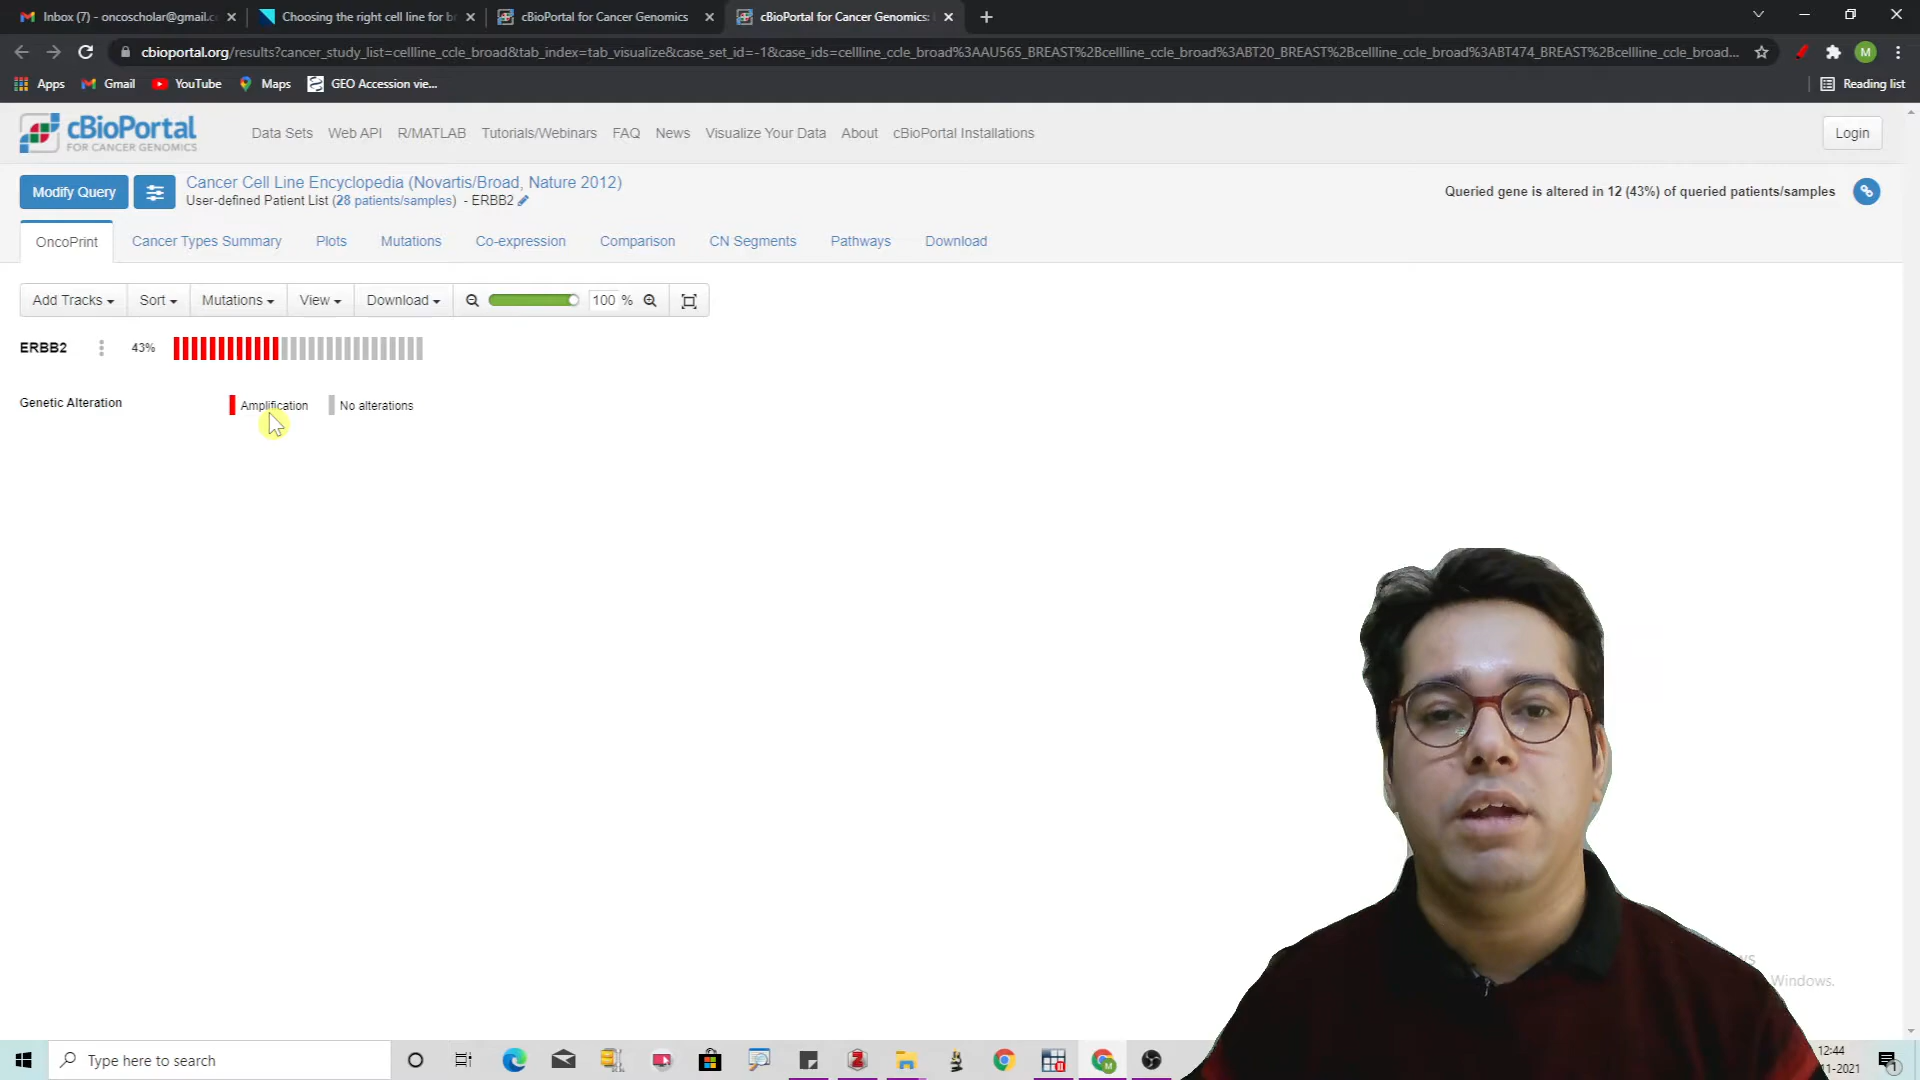 Inbox (7) - oncoscholar@gmail.c
Choosing the right cell line for br
cBioPortal for Cancer Genomics
cBioPortal for Cancer Genomics:
cbioportal.org/results?cancer_study_list=cellline_ccle_broad&tab_index=tab_visualize&case_set_id=-1&case_ids=cellline_ccle_broad%3AAU565_BREAST%2Bcellline_ccle_broad%3ABT20_BREAST%2Bcellline_ccle_broad%3ABT474_BREAST%2Bcellline_ccle_broad...
M
Apps
Gmail
YouTube
Maps
GEO Accession vie...
Reading list
cBioPortal
FOR CANCER GENOMICS
Data Sets Web API R/MATLAB Tutorials/Webinars FAQ News Visualize Your Data About cBioPortal Installations
Login
Modify Query
Cancer Cell Line Encyclopedia (Novartis/Broad, Nature 2012)
User-defined Patient List (28 patients/samples) - ERBB2
Queried gene is altered in 12 (43%) of queried patients/samples
OncoPrint Cancer Types Summary Plots Mutations Co-expression Comparison CN Segments Pathways Download
Add Tracks Sort Mutations View Download 100 %
ERBB2 43%
Genetic Alteration Amplification No alterations
Windows.
Type here to search
12:44
11-2021